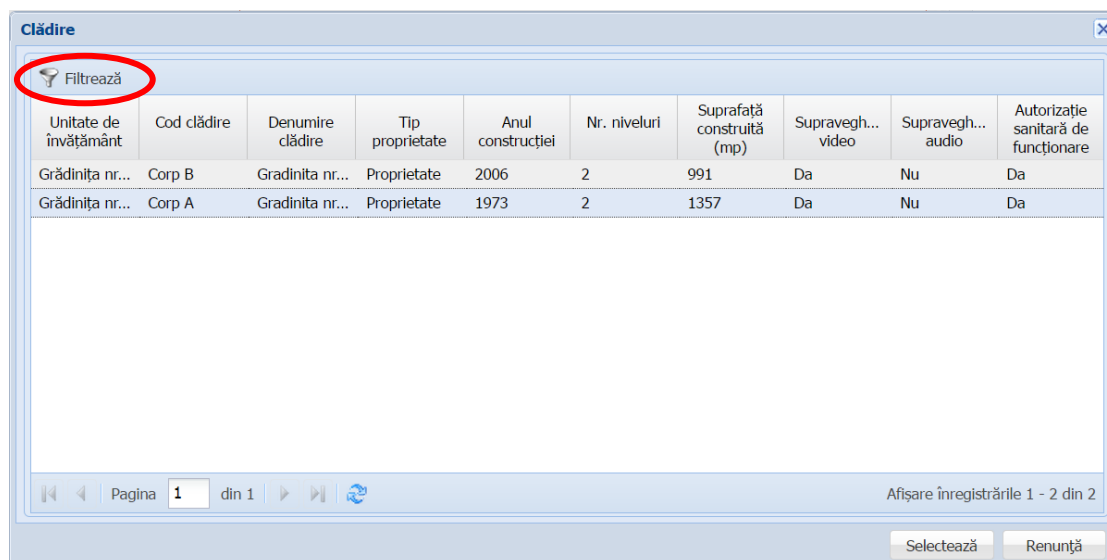 Clădire
Filtrează
Unitate de învățământ Cod clădire Denumire clădire Tip proprietate Anul construcției Nr. niveluri Suprafață construită (mp) Supravegh... video Supravegh... audio Autorizație sanitară de funcționare
Grădinița nr... Corp B Gradinita nr... Proprietate 2006 2 991 Da Nu Da
Grădinița nr... Corp A Gradinita nr... Proprietate 1973 2 1357 Da Nu Da
Pagina 1 din 1 Afișare înregistrările 1 - 2 din 2
Selectează Renunţă